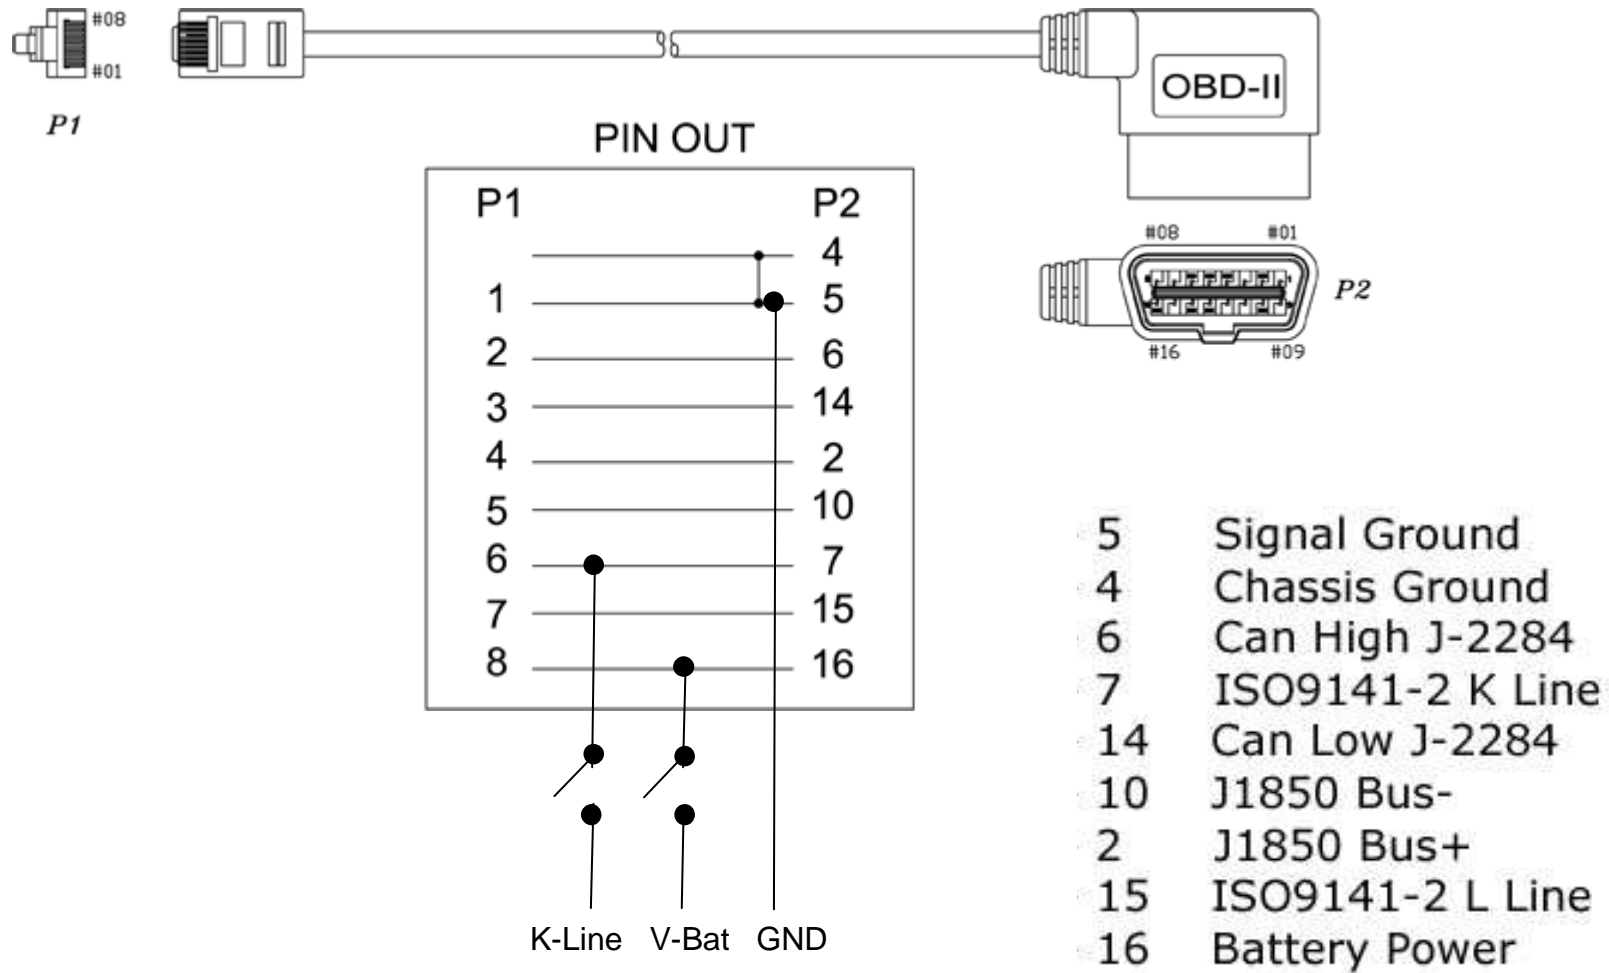 #08
#01
P1
OBD-II
PIN OUT
P1 P2
4
1 5
2 6
3 14
4 2
5 10
6 7
7 15
8 16
K-Line V-Bat GND
#08 #01
P2
#16 #09
5 Signal Ground
4 Chassis Ground
6 Can High J-2284
7 ISO9141-2 K Line
14 Can Low J-2284
10 J1850 Bus-
2 J1850 Bus+
15 ISO9141-2 L Line
16 Battery Power